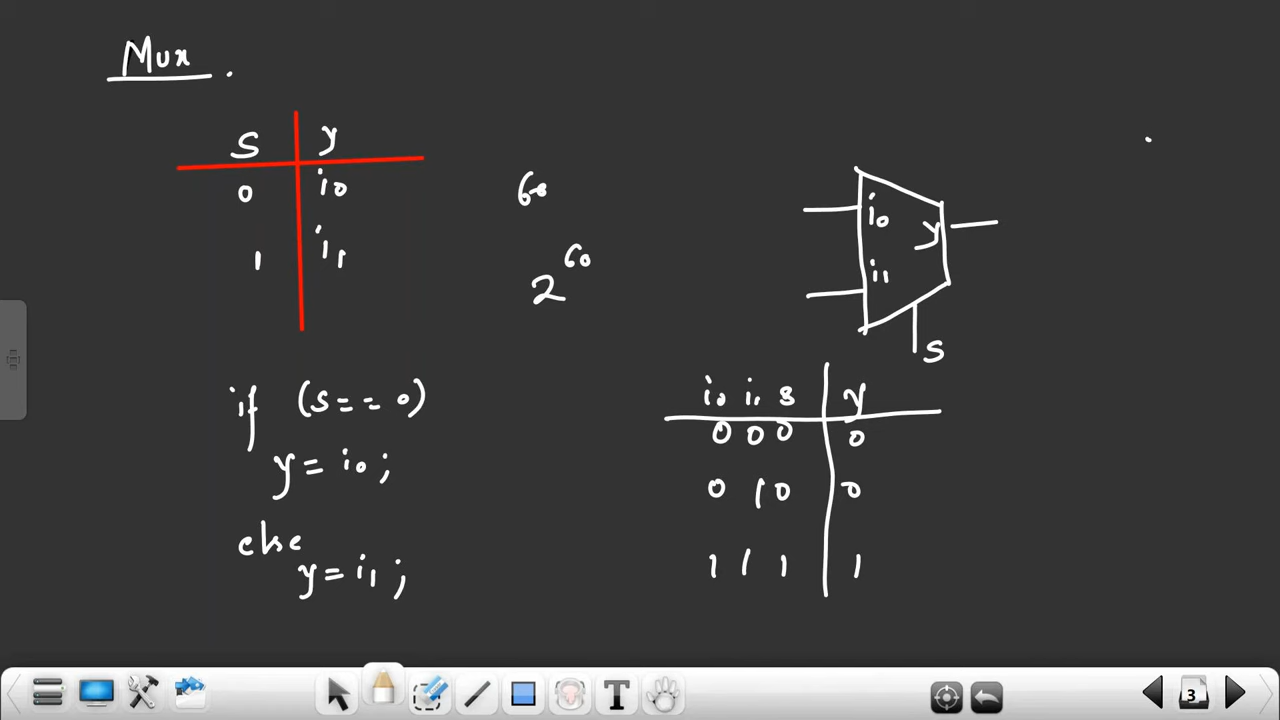 Mux.
S y
0 i0
1 i1
60
2^60
i0
i1
y
S
if (S == 0)
y = i0;
else
y = i1;
i0 i1 S y
0 0 0 0
0 1 0 0
1 1 1 1
T
3